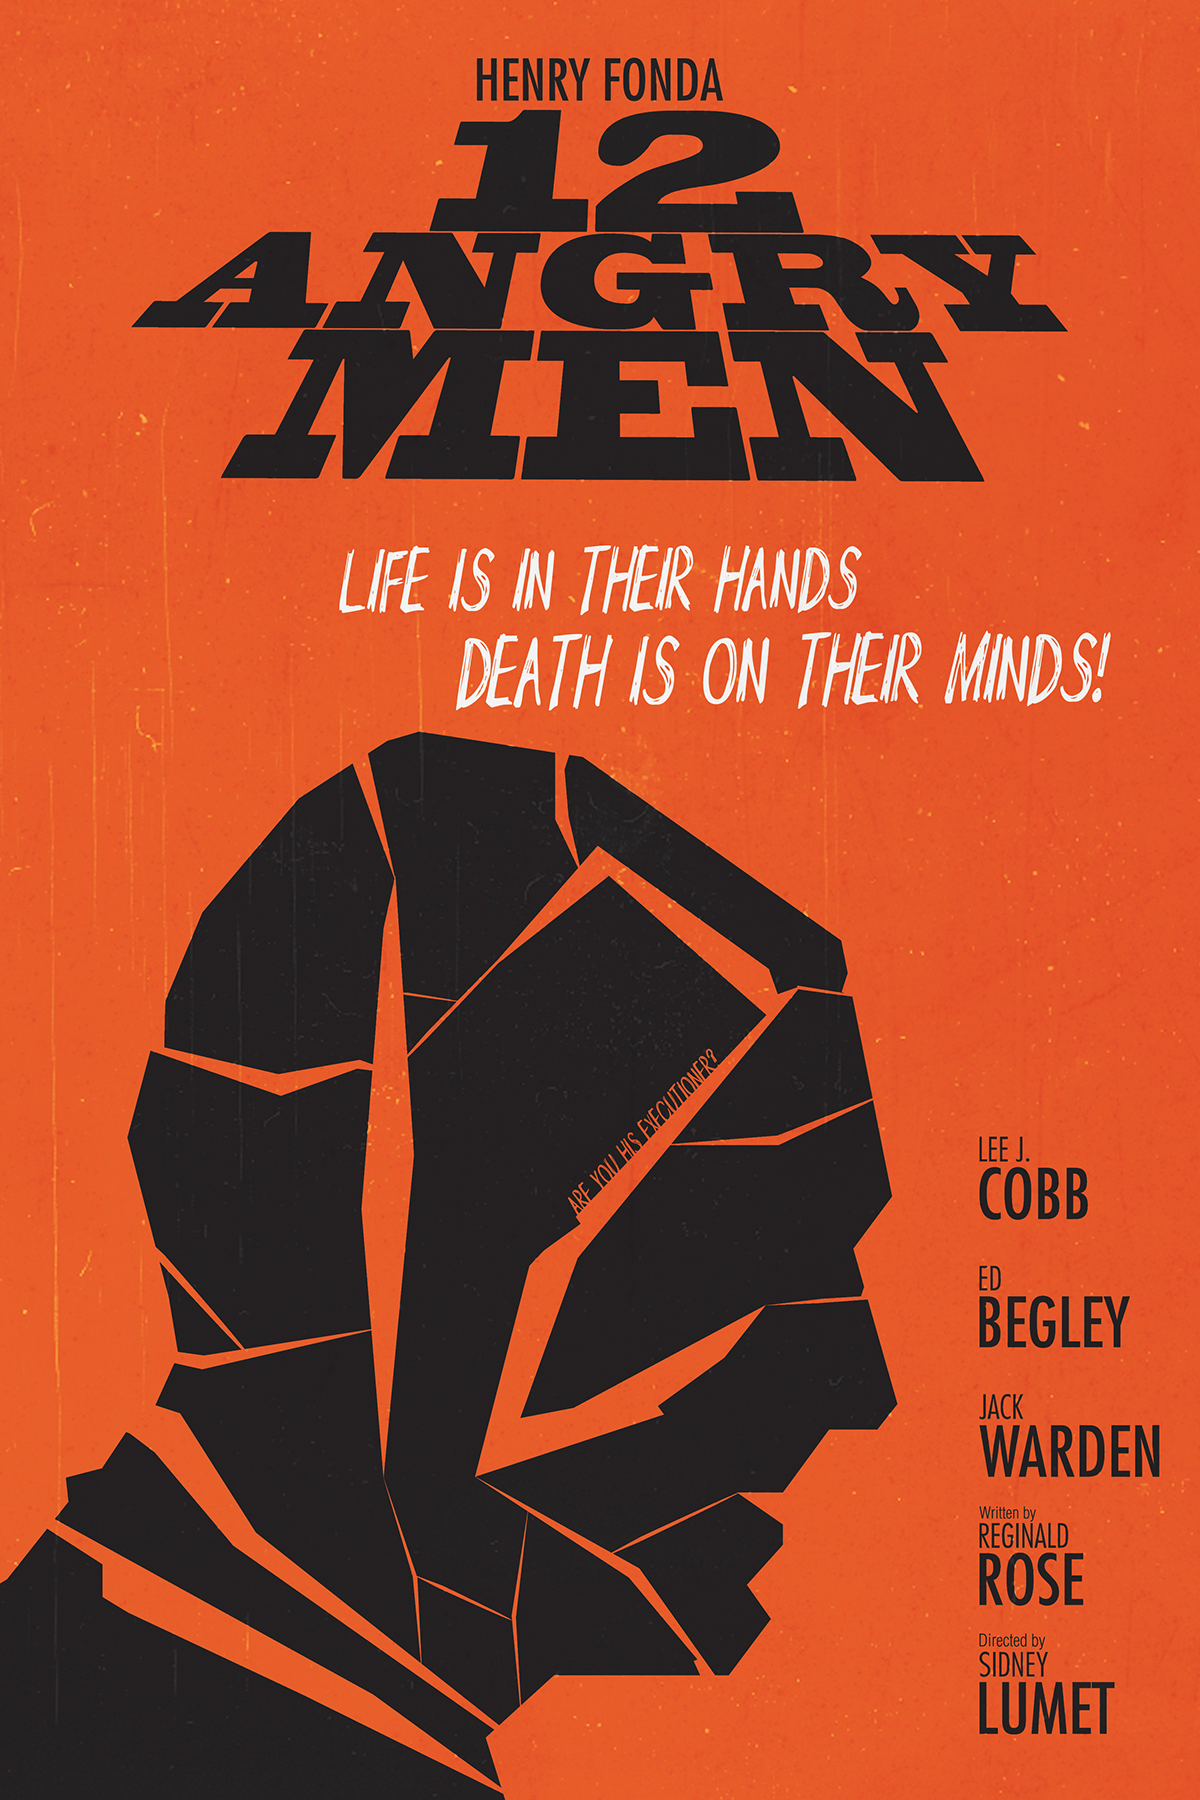 HENRY FONDA
12
ANGRY
MEN
LIFE IS IN THEIR HANDS
DEATH IS ON THEIR MINDS!
ARE YOU HIS EXECUTIONER?
LEE J.
COBB
ED
BEGLEY
JACK
WARDEN
Written by
REGINALD
ROSE
Directed by
SIDNEY
LUMET